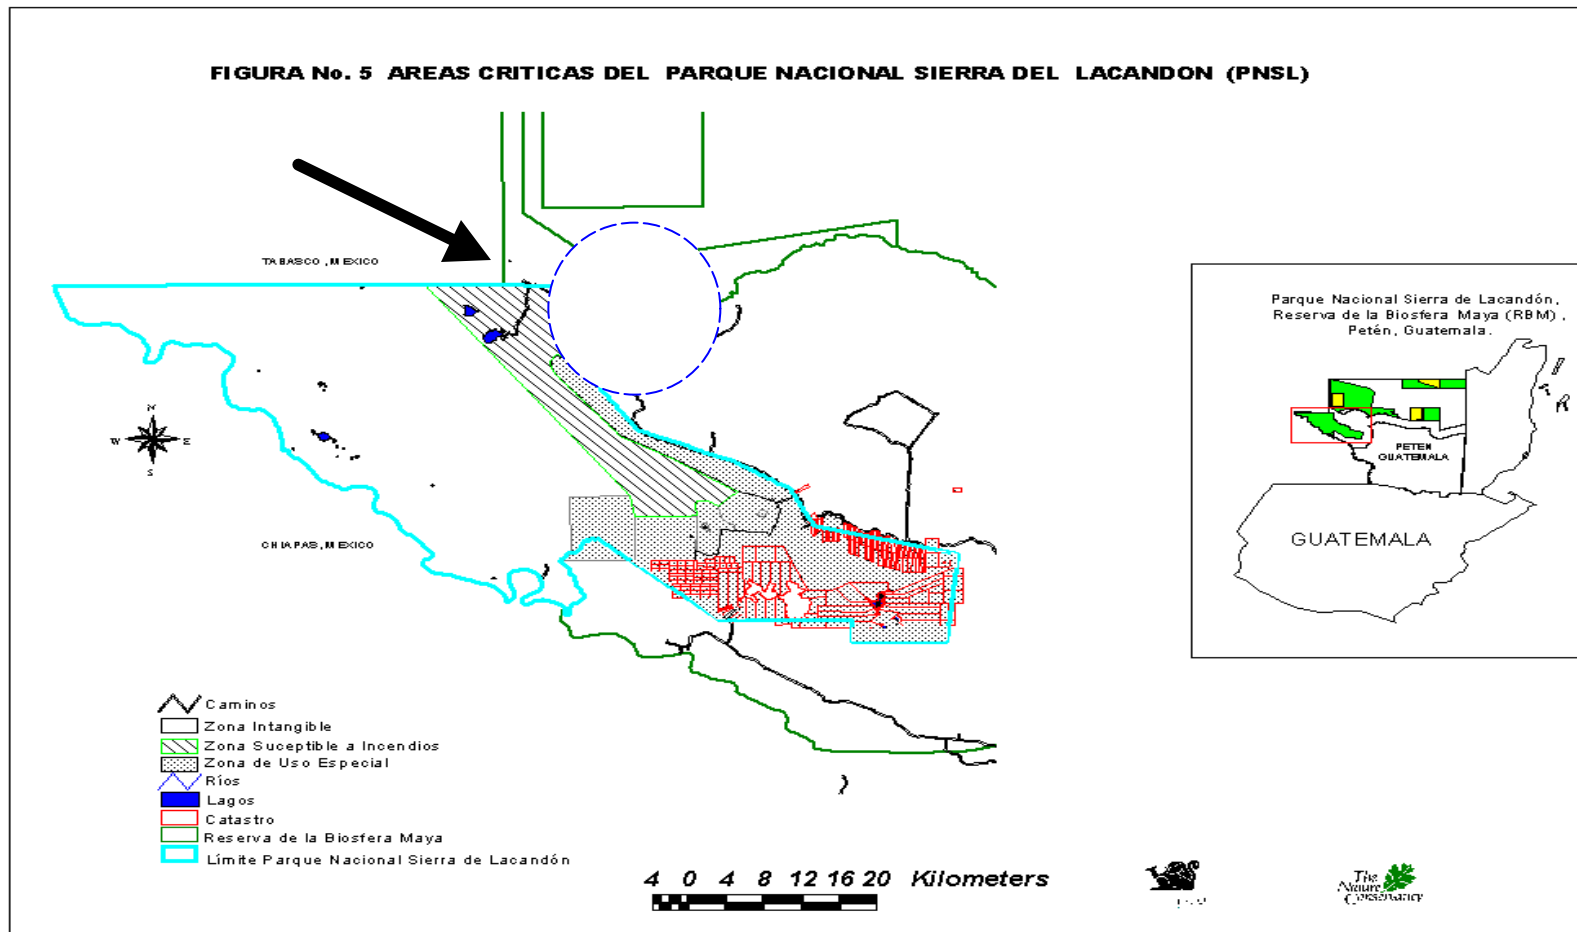 FIGURA No. 5 AREAS CRITICAS DEL PARQUE NACIONAL SIERRA DEL LACANDON (PNSL)
TABASCO, MEXICO
N
W E
S
CHIAPAS, MEXICO
Parque Nacional Sierra de Lacandón,
Reserva de la Biosfera Maya (RBM) ,
Petén, Guatemala.
PETEN
GUATEMALA
GUATEMALA
Caminos
Zona Intangible
Zona Suceptible a Incendios
Zona de Uso Especial
Ríos
Lagos
Catastro
Reserva de la Biosfera Maya
Límite Parque Nacional Sierra de Lacandón
4 0 4 8 12 16 20 Kilometers
The
Nature
Conservancy